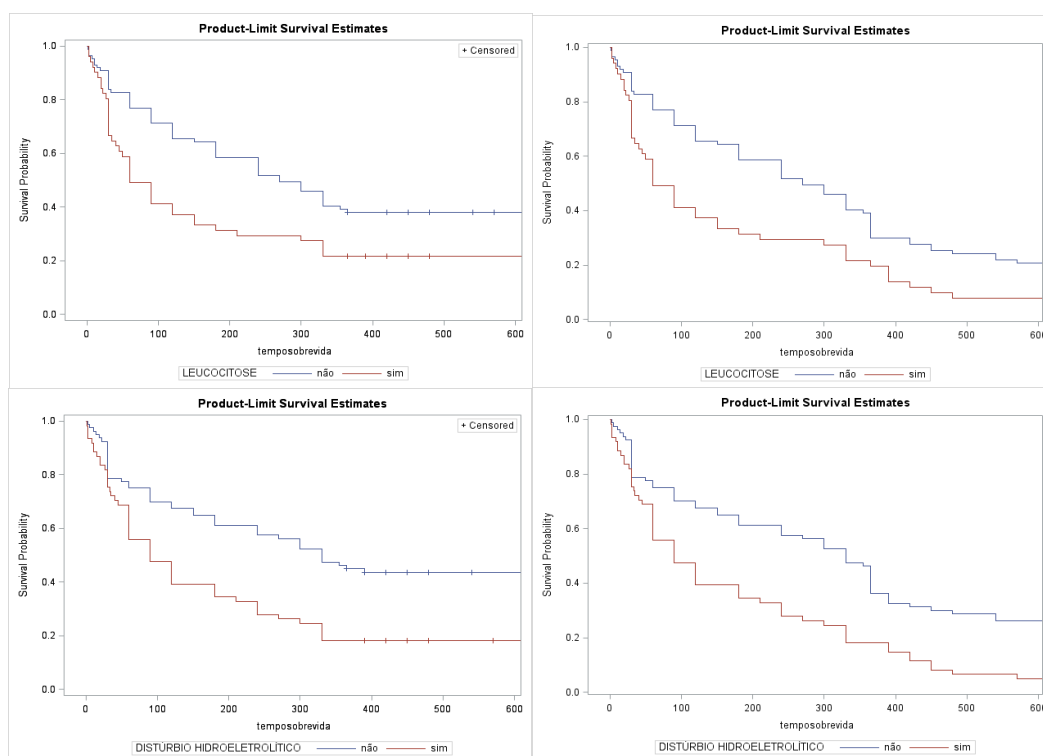 Product-Limit Survival Estimates
+ Censored
Survival Probability
1.0
0.8
0.6
0.4
0.2
0.0
0 100 200 300 400 500 600
temposobrevida
LEUCOCITOSE não sim
Product-Limit Survival Estimates
Survival Probability
1.0
0.8
0.6
0.4
0.2
0.0
0 100 200 300 400 500 600
temposobrevida
LEUCOCITOSE não sim
Product-Limit Survival Estimates
+ Censored
Survival Probability
1.0
0.8
0.6
0.4
0.2
0.0
0 100 200 300 400 500 600
temposobrevida
DISTÚRBIO HIDROELETROLÍTICO não sim
Product-Limit Survival Estimates
Survival Probability
1.0
0.8
0.6
0.4
0.2
0.0
0 100 200 300 400 500 600
temposobrevida
DISTÚRBIO HIDROELETROLÍTICO não sim